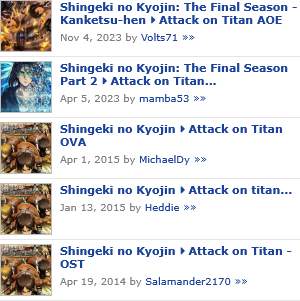 Shingeki no Kyojin: The Final Season -
Kanketsu-hen ▸ Attack on Titan AOE
Nov 4, 2023 by Volts71 »»
Shingeki no Kyojin: The Final Season
Part 2 ▸ Attack on Titan...
Apr 5, 2023 by mamba53 »»
Shingeki no Kyojin ▸ Attack on Titan
OVA
Apr 1, 2015 by MichaelDy »»
Shingeki no Kyojin ▸ Attack on titan...
Jan 13, 2015 by Heddie »»
Shingeki no Kyojin ▸ Attack on Titan -
OST
Apr 19, 2014 by Salamander2170 »»